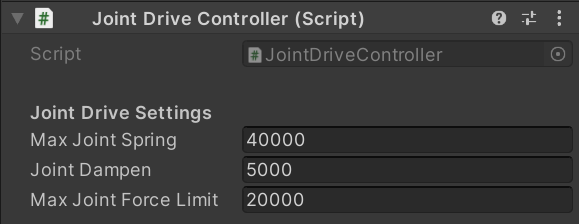 Joint Drive Controller (Script)
Script JointDriveController
Joint Drive Settings
Max Joint Spring 40000
Joint Dampen 5000
Max Joint Force Limit 20000